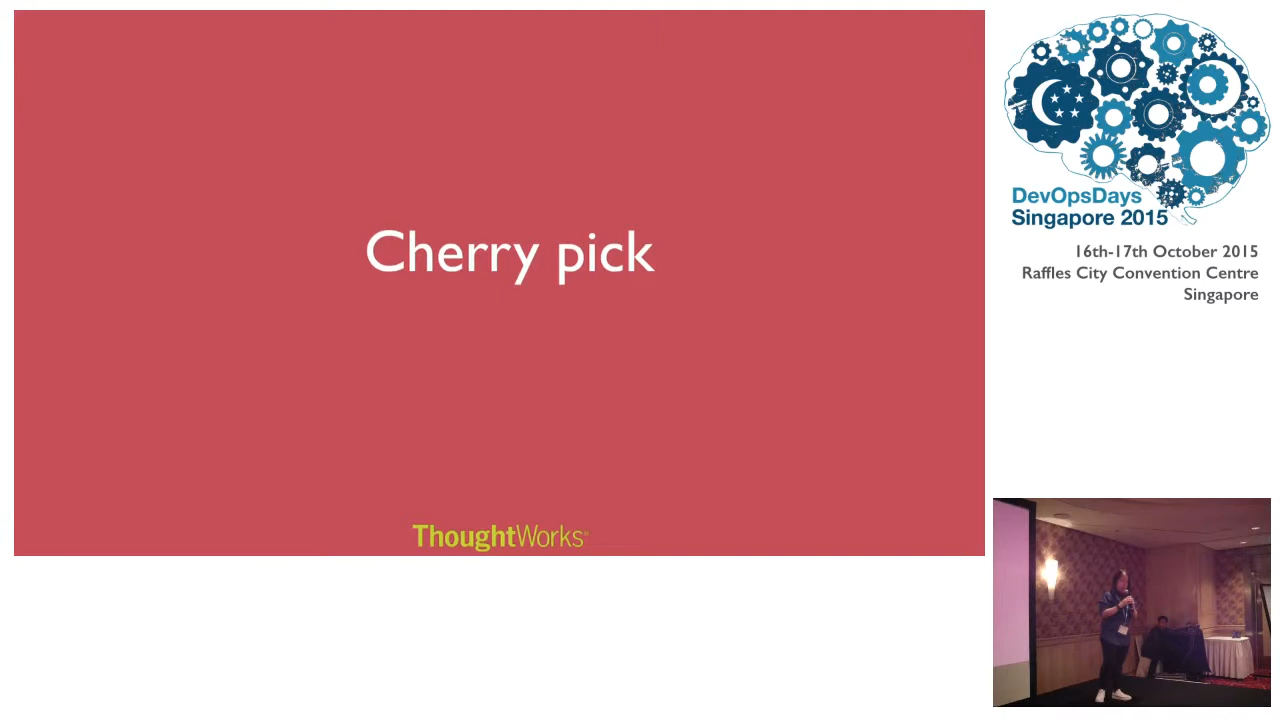 Cherry pick
ThoughtWorks®
DevOpsDays
Singapore 2015
16th-17th October 2015
Raffles City Convention Centre
Singapore